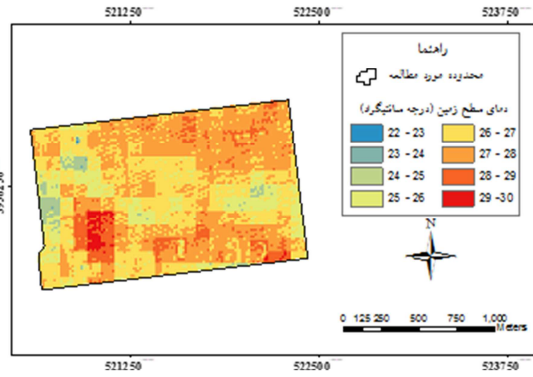 521250 522500 523750
راهنما
محدوده مورد مطالعه
دمای سطح زمین (درجه سانتیگراد)
22 - 23 26 - 27
23 - 24 27 - 28
24 - 25 28 - 29
25 - 26 29 -30
N
0 125 250 500 750 1,000
Meters
521250 522500 523750